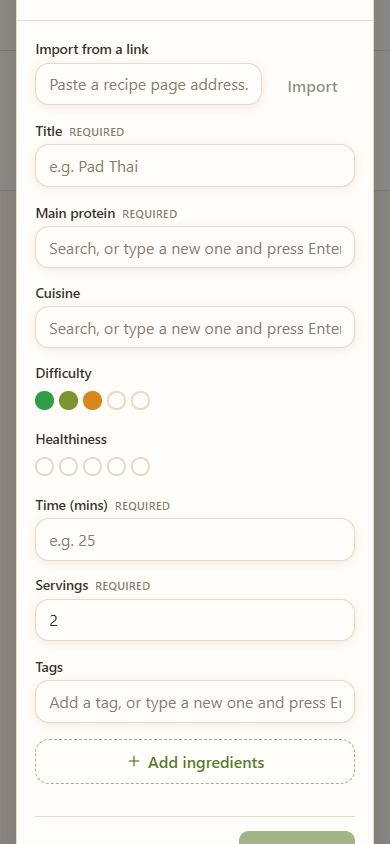 Import from a link
Paste a recipe page address.
Import
Title REQUIRED
e.g. Pad Thai
Main protein REQUIRED
Search, or type a new one and press Enter
Cuisine
Search, or type a new one and press Enter
Difficulty
Healthiness
Time (mins) REQUIRED
e.g. 25
Servings REQUIRED
2
Tags
Add a tag, or type a new one and press En
+ Add ingredients